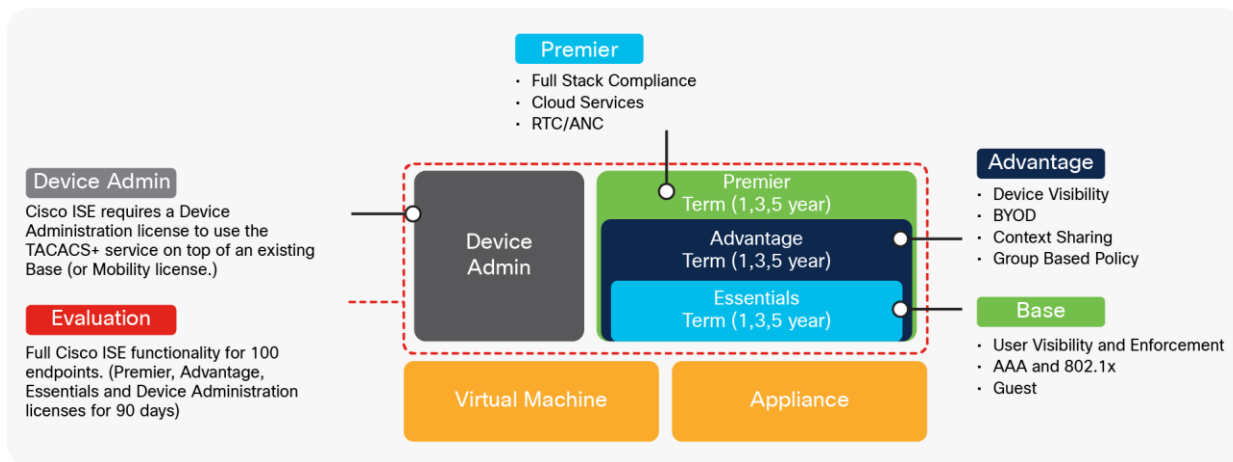 Premier
· Full Stack Compliance
· Cloud Services
· RTC/ANC
Device Admin
Cisco ISE requires a Device
Administration license to use the
TACACS+ service on top of an existing
Base (or Mobility license.)
Evaluation
Full Cisco ISE functionality for 100
endpoints. (Premier, Advantage,
Essentials and Device Administration
licenses for 90 days)
Device
Admin
Premier
Term (1,3,5 year)
Advantage
Term (1,3,5 year)
Essentials
Term (1,3,5 year)
Virtual Machine
Appliance
Advantage
· Device Visibility
· BYOD
· Context Sharing
· Group Based Policy
Base
· User Visibility and Enforcement
· AAA and 802.1x
· Guest